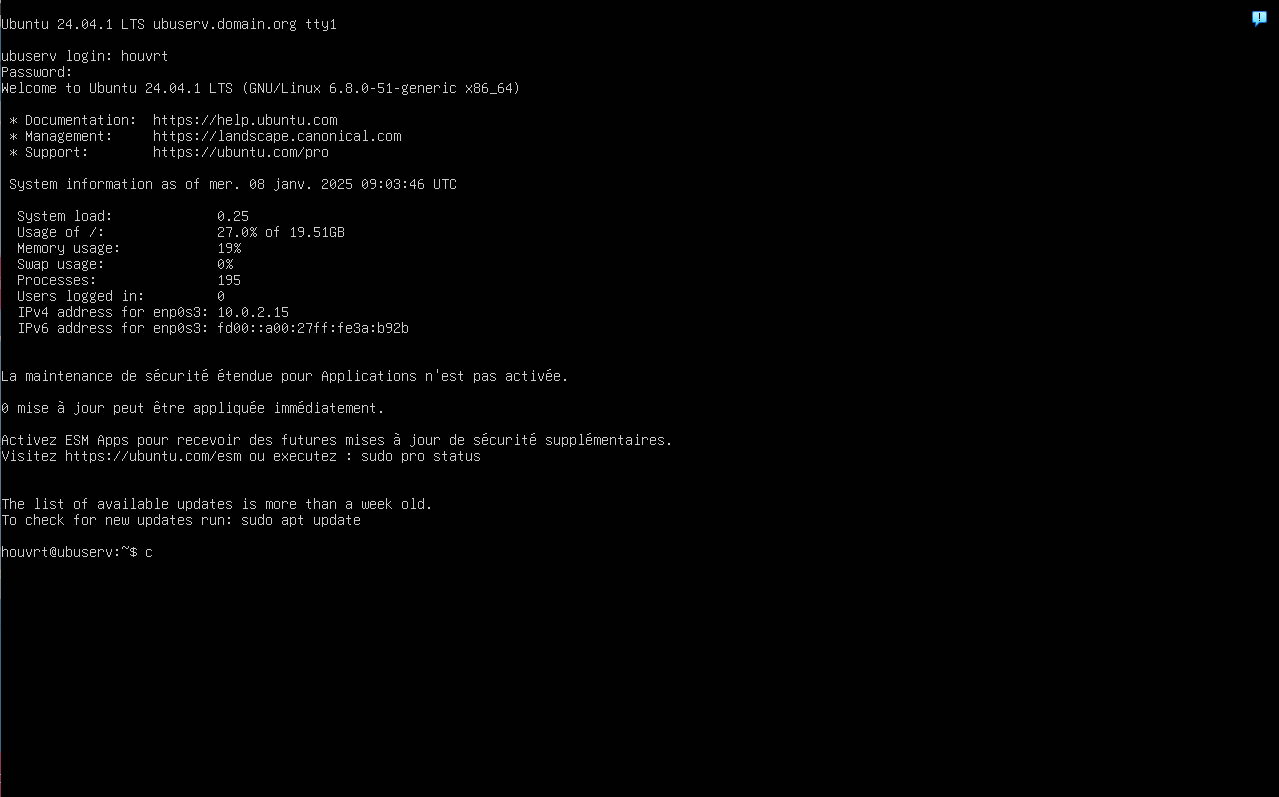 Ubuntu 24.04.1 LTS ubuserv.domain.org tty1
ubuserv login: houvrt
Password:
Welcome to Ubuntu 24.04.1 LTS (GNU/Linux 6.8.0-51-generic x86_64)
* Documentation:  https://help.ubuntu.com
* Management:     https://landscape.canonical.com
* Support:        https://ubuntu.com/pro
System information as of mer. 08 janv. 2025 09:03:46 UTC
System load:             0.25
Usage of /:              27.0% of 19.51GB
Memory usage:            19%
Swap usage:              0%
Processes:               195
Users logged in:         0
IPv4 address for enp0s3: 10.0.2.15
IPv6 address for enp0s3: fd00::a00:27ff:fe3a:b92b
La maintenance de sécurité étendue pour Applications n'est pas activée.
0 mise à jour peut être appliquée immédiatement.
Activez ESM Apps pour recevoir des futures mises à jour de sécurité supplémentaires.
Visitez https://ubuntu.com/esm ou executez : sudo pro status
The list of available updates is more than a week old.
To check for new updates run: sudo apt update
houvrt@ubuserv:~$ c